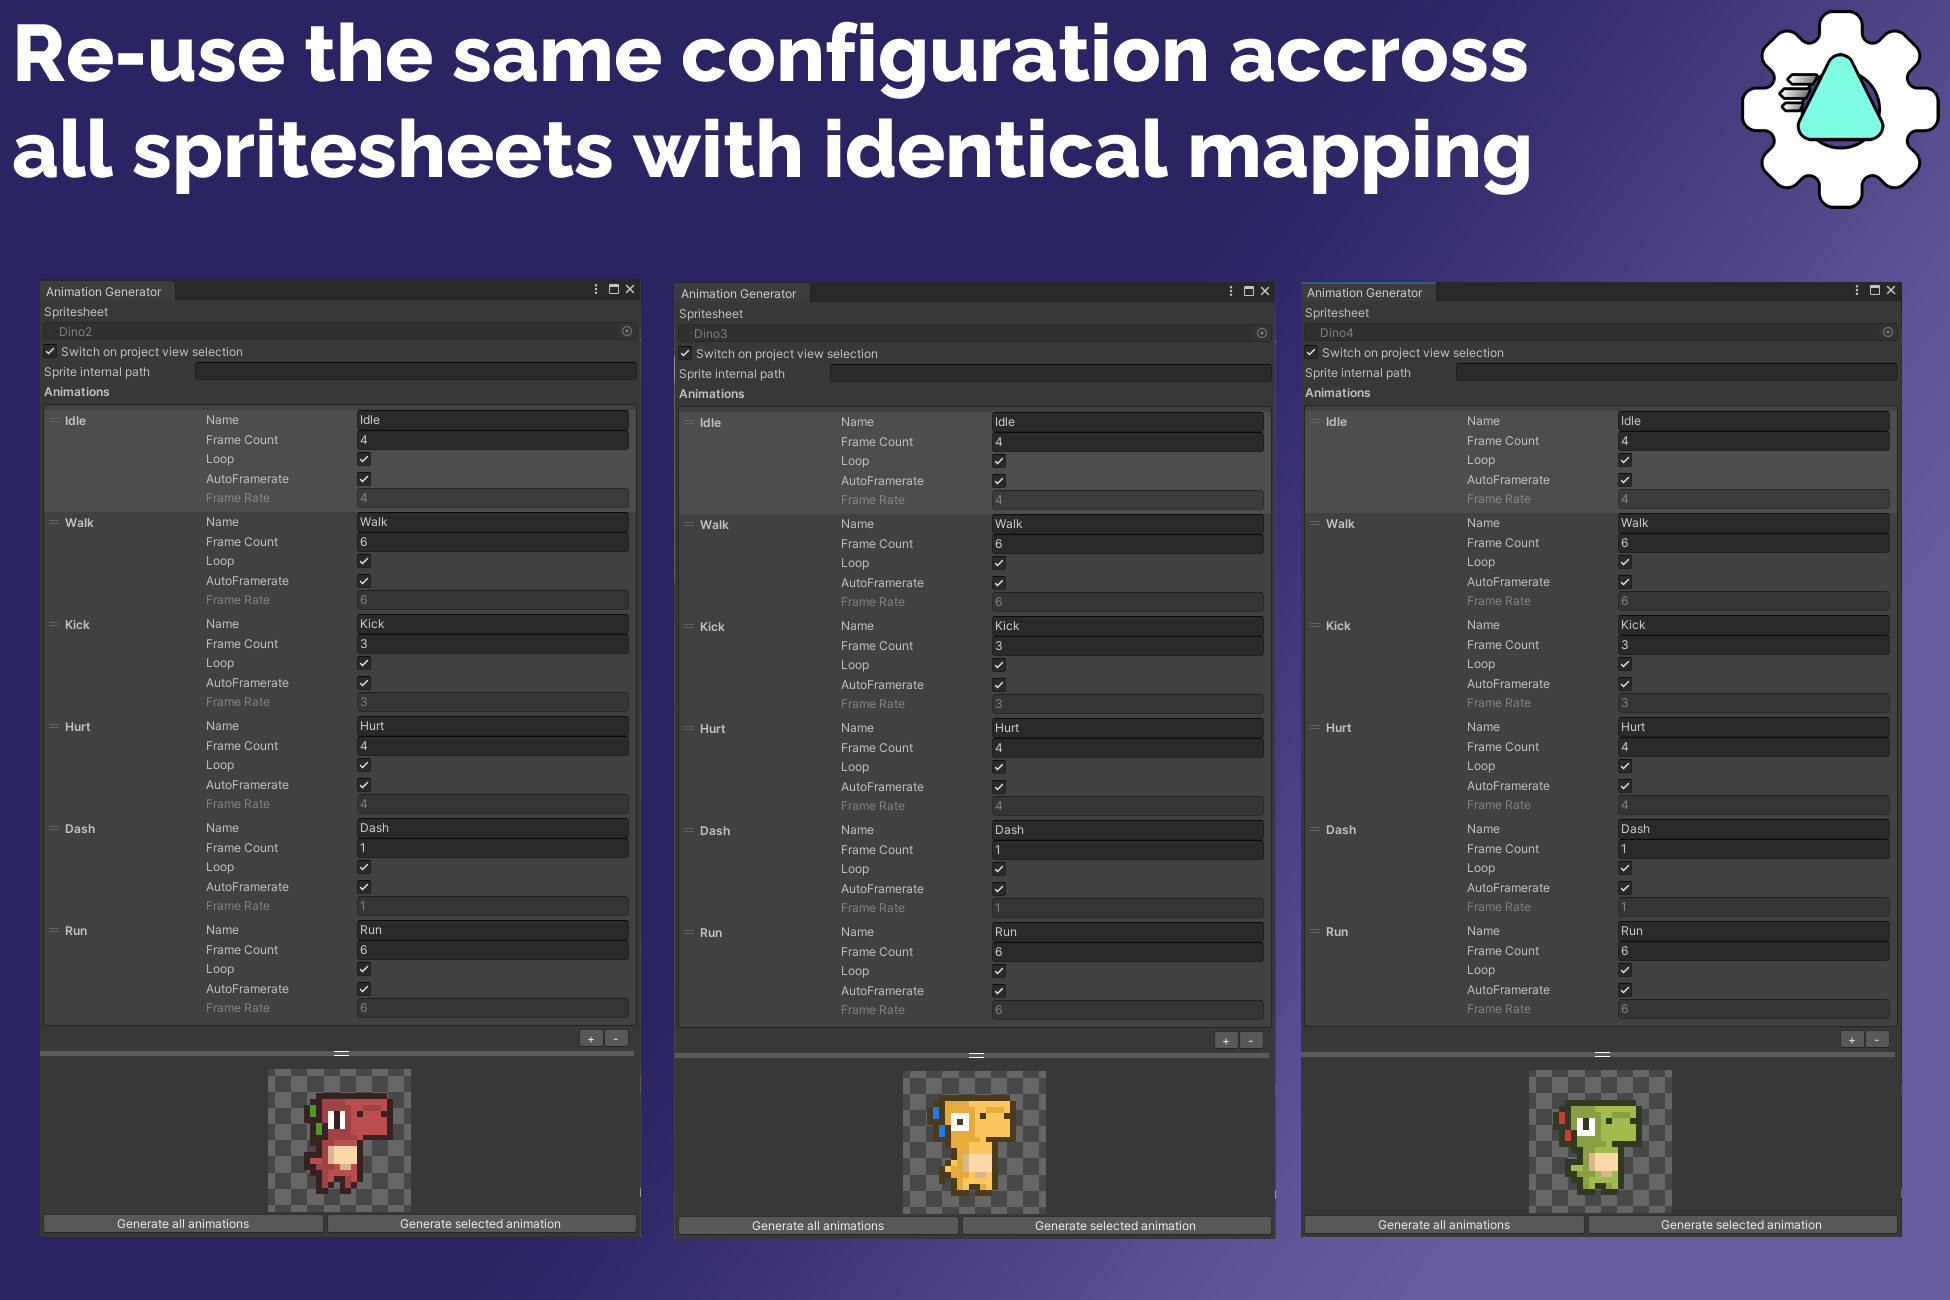 Re-use the same configuration accross
all spritesheets with identical mapping
Animation Generator
Spritesheet
Dino2
Switch on project view selection
Sprite internal path
Animations
Idle Name Idle
Frame Count 4
Loop
AutoFramerate
Frame Rate 4
Walk Name Walk
Frame Count 6
Loop
AutoFramerate
Frame Rate 6
Kick Name Kick
Frame Count 3
Loop
AutoFramerate
Frame Rate 3
Hurt Name Hurt
Frame Count 4
Loop
AutoFramerate
Frame Rate 4
Dash Name Dash
Frame Count 1
Loop
AutoFramerate
Frame Rate 1
Run Name Run
Frame Count 6
Loop
AutoFramerate
Frame Rate 6
+ -
Generate all animations Generate selected animation
Animation Generator
Spritesheet
Dino3
Switch on project view selection
Sprite internal path
Animations
Idle Name Idle
Frame Count 4
Loop
AutoFramerate
Frame Rate 4
Walk Name Walk
Frame Count 6
Loop
AutoFramerate
Frame Rate 6
Kick Name Kick
Frame Count 3
Loop
AutoFramerate
Frame Rate 3
Hurt Name Hurt
Frame Count 4
Loop
AutoFramerate
Frame Rate 4
Dash Name Dash
Frame Count 1
Loop
AutoFramerate
Frame Rate 1
Run Name Run
Frame Count 6
Loop
AutoFramerate
Frame Rate 6
+ -
Generate all animations Generate selected animation
Animation Generator
Spritesheet
Dino4
Switch on project view selection
Sprite internal path
Animations
Idle Name Idle
Frame Count 4
Loop
AutoFramerate
Frame Rate 4
Walk Name Walk
Frame Count 6
Loop
AutoFramerate
Frame Rate 6
Kick Name Kick
Frame Count 3
Loop
AutoFramerate
Frame Rate 3
Hurt Name Hurt
Frame Count 4
Loop
AutoFramerate
Frame Rate 4
Dash Name Dash
Frame Count 1
Loop
AutoFramerate
Frame Rate 1
Run Name Run
Frame Count 6
Loop
AutoFramerate
Frame Rate 6
+ -
Generate all animations Generate selected animation